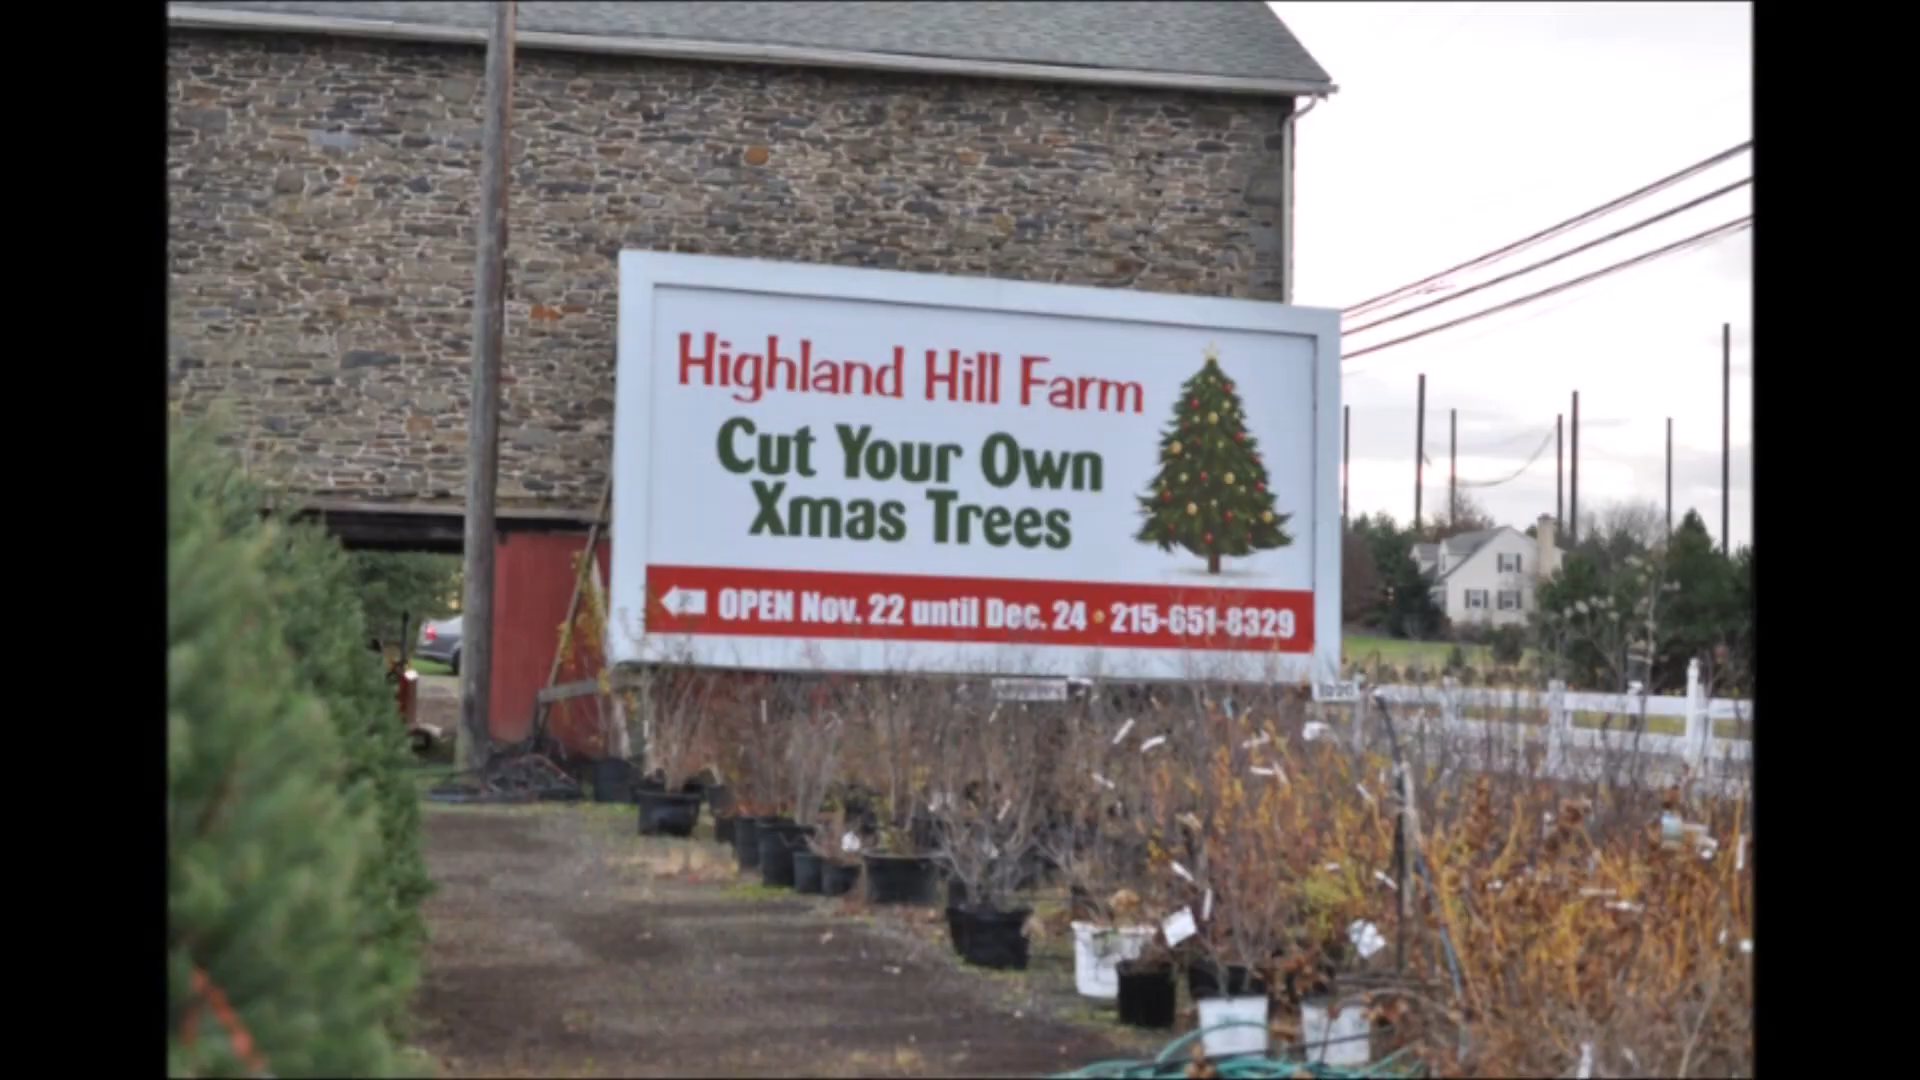 Highland Hill Farm
Cut Your Own
Xmas Trees
OPEN Nov. 22 until Dec. 24 • 215-651-8329